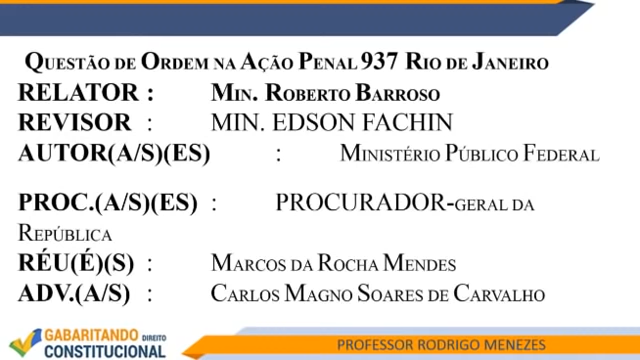 QUESTÃO DE ORDEM NA AÇÃO PENAL 937 RIO DE JANEIRO
RELATOR : MIN. ROBERTO BARROSO
REVISOR : MIN. EDSON FACHIN
AUTOR(A/S)(ES) : MINISTÉRIO PÚBLICO FEDERAL
PROC.(A/S)(ES) : PROCURADOR-GERAL DA
REPÚBLICA
RÉU(É)(S) : MARCOS DA ROCHA MENDES
ADV.(A/S) : CARLOS MAGNO SOARES DE CARVALHO
GABARITANDO DIREITO
CONSTITUCIONAL
PROFESSOR RODRIGO MENEZES